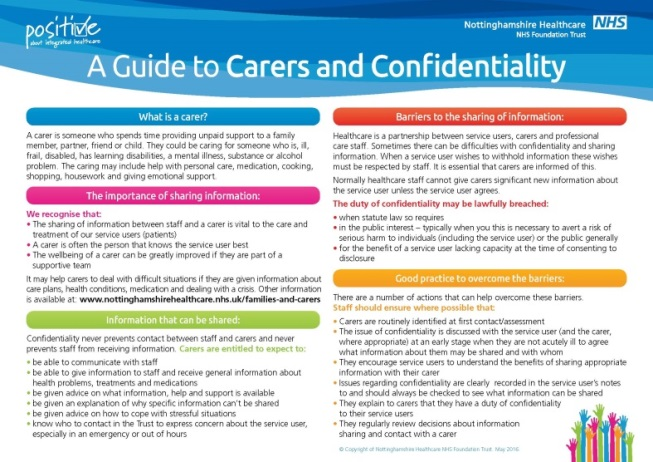 positive
about integrated healthcare
Nottinghamshire Healthcare NHS
NHS Foundation Trust
A Guide to Carers and Confidentiality
What is a carer?
A carer is someone who spends time providing unpaid support to a family
member, partner, friend or child. They could be caring for someone who is, ill,
frail, disabled, has learning disabilities, a mental illness, substance or alcohol
problem. The caring may include help with personal care, medication, cooking,
shopping, housework and giving emotional support.
The importance of sharing information:
We recognise that:
• The sharing of information between staff and a carer is vital to the care and
treatment of our service users (patients)
• A carer is often the person that knows the service user best
• The wellbeing of a carer can be greatly improved if they are part of a
supportive team
It may help carers to deal with difficult situations if they are given information about
care plans, health conditions, medication and dealing with a crisis. Other information
is available at: www.nottinghamshirehealthcare.nhs.uk/families-and-carers
Information that can be shared:
Confidentiality never prevents contact between staff and carers and never
prevents staff from receiving information. Carers are entitled to expect to:
• be able to communicate with staff
• be able to give information to staff and receive general information about
health problems, treatments and medications
• be given advice on what information, help and support is available
• be given an explanation of why specific information can't be shared
• be given advice on how to cope with stressful situations
• know who to contact in the Trust to express concern about the service user,
especially in an emergency or out of hours
Barriers to the sharing of information:
Healthcare is a partnership between service users, carers and professional
care staff. Sometimes there can be difficulties with confidentiality and sharing
information. When a service user wishes to withhold information these wishes
must be respected by staff. It is essential that carers are informed of this.
Normally healthcare staff cannot give carers significant new information about
the service user unless the service user agrees.
The duty of confidentiality may be lawfully breached:
• when statute law so requires
• in the public interest – typically when you this is necessary to avert a risk of
serious harm to individuals (including the service user) or the public generally
• for the benefit of a service user lacking capacity at the time of consenting to
disclosure
Good practice to overcome the barriers:
There are a number of actions that can help overcome these barriers.
Staff should ensure where possible that:
• Carers are routinely identified at first contact/assessment
• The issue of confidentiality is discussed with the service user (and the carer,
where appropriate) at an early stage when they are not acutely ill to agree
what information about them may be shared and with whom
• They encourage service users to understand the benefits of sharing appropriate
information with their carer
• Issues regarding confidentiality are clearly recorded in the service user's notes
to and should always be checked to see what information can be shared
• They explain to carers that they have a duty of confidentiality
to their service users
• They regularly review decisions about information
sharing and contact with a carer
© Copyright of Nottinghamshire Healthcare NHS Foundation Trust May 2016